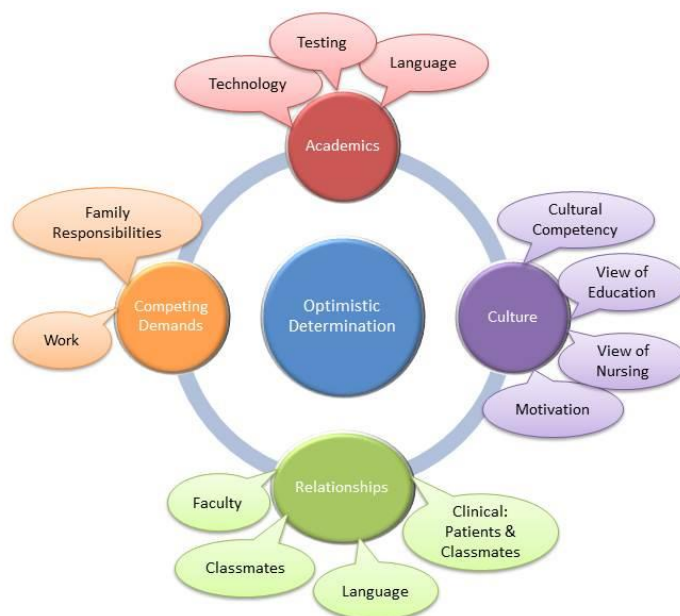 Testing
Technology
Language
Academics
Family
Responsibilities
Cultural
Competency
View of
Education
Competing
Demands
Optimistic
Determination
Culture
Work
View of
Nursing
Motivation
Relationships
Faculty
Clinical:
Patients &
Classmates
Classmates
Language